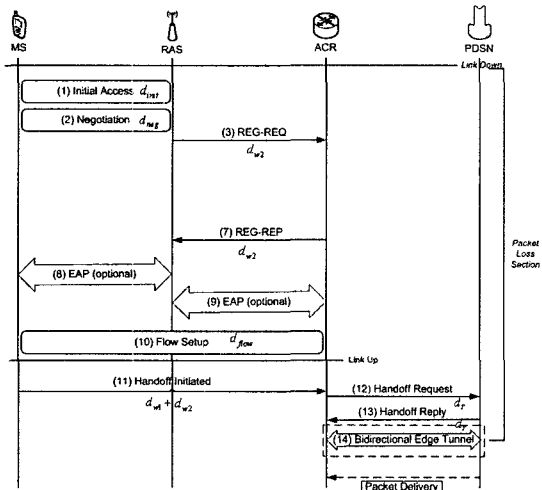 MS
RAS
ACR
PDSN
Link Down
(1) Initial Access d_init
(2) Negotiation d_neg
(3) REG-REQ
d_w2
(7) REG-REP
d_w2
(8) EAP (optional)
(9) EAP (optional)
Packet
Loss
Section
(10) Flow Setup d_flow
Link Up
(11) Handoff Initiated
d_w1 + d_w2
(12) Handoff Request
d_T
(13) Handoff Reply
d_T
(14) Bidirectional Edge Tunnel
Packet Delivery